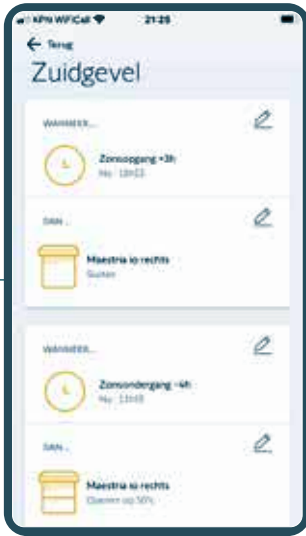 KPN WiFiCall 21:25
← Terug
Zuidgevel
WANNEER...
Zonsopgang +3h
DAN...
Maestria io rechts
Sluiten
WANNEER...
Zonsondergang -4h
DAN...
Maestria io rechts
Openen op 50%